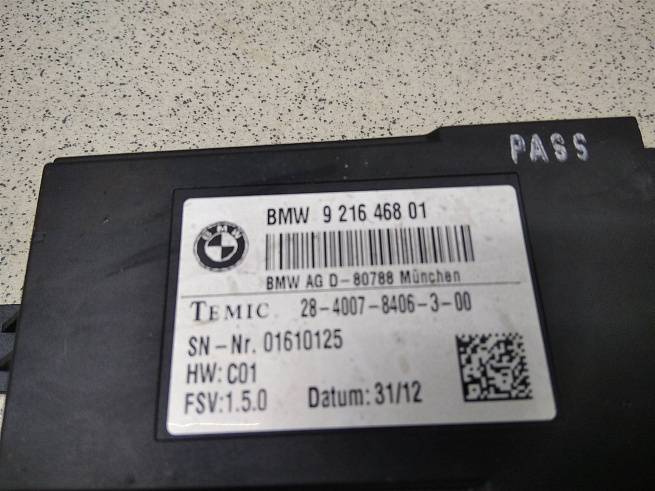 PASS
BMW 9 216 468 01
BMW
BMW AG D-80788 München
TEMIC 28-4007-8406-3-00
SN-Nr. 01610125
HW: C01
FSV:1.5.0 Datum: 31/12